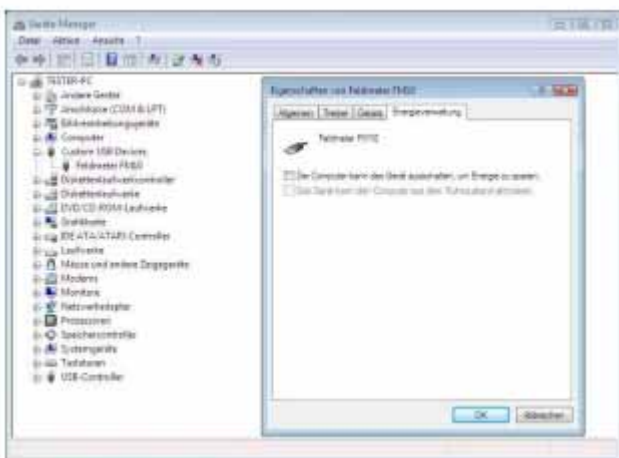 Geräte-Manager
Datei Aktion Ansicht ?
TESTER-PC
Andere Geräte
Anschlüsse (COM & LPT)
Bildverarbeitungsgeräte
Computer
Custom USB Devices
Feldmeter FM10
Diskettenlaufwerkcontroller
Diskettenlaufwerke
DVD/CD-ROM-Laufwerke
Grafikkarte
IDE ATA/ATAPI-Controller
Laufwerke
Mäuse und andere Zeigegeräte
Modems
Monitore
Netzwerkadapter
Prozessoren
Speichercontroller
Systemgeräte
Tastaturen
USB-Controller
Eigenschaften von Feldmeter FM10
Allgemein Treiber Details Energieverwaltung
Feldmeter FM10
Der Computer kann das Gerät ausschalten, um Energie zu sparen.
Das Gerät kann den Computer aus dem Ruhezustand aktivieren.
OK Abbrechen